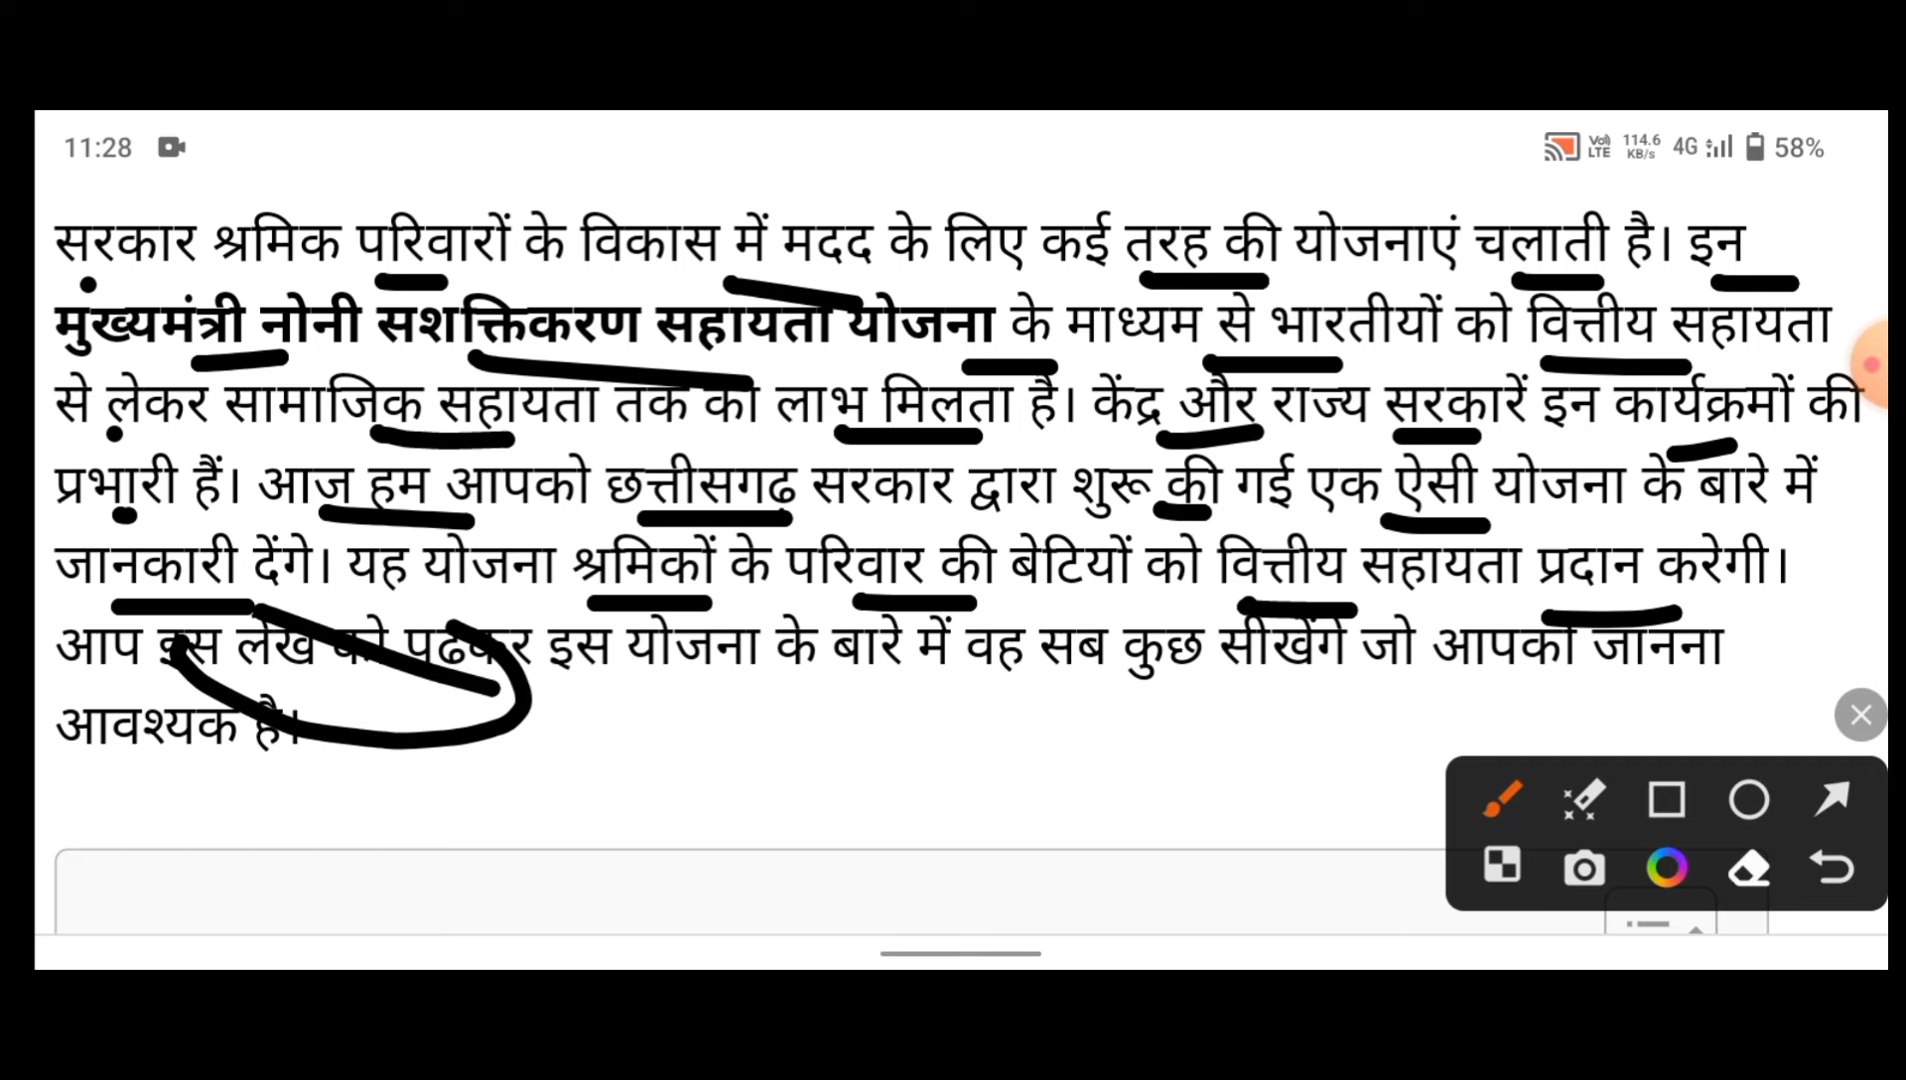 11:28 Vo) LTE 114.6 KB/s 4G 58%
सरकार श्रमिक परिवारों के विकास में मदद के लिए कई तरह की योजनाएं चलाती है। इन
मुख्यमंत्री नोनी सशक्तिकरण सहायता योजना के माध्यम से भारतीयों को वित्तीय सहायता
से लेकर सामाजिक सहायता तक का लाभ मिलता है। केंद्र और राज्य सरकारें इन कार्यक्रमों की
प्रभारी हैं। आज हम आपको छत्तीसगढ़ सरकार द्वारा शुरू की गई एक ऐसी योजना के बारे में
जानकारी देंगे। यह योजना श्रमिकों के परिवार की बेटियों को वित्तीय सहायता प्रदान करेगी।
आप इस लेख को पढकर इस योजना के बारे में वह सब कुछ सीखेंगे जो आपको जानना
आवश्यक है।